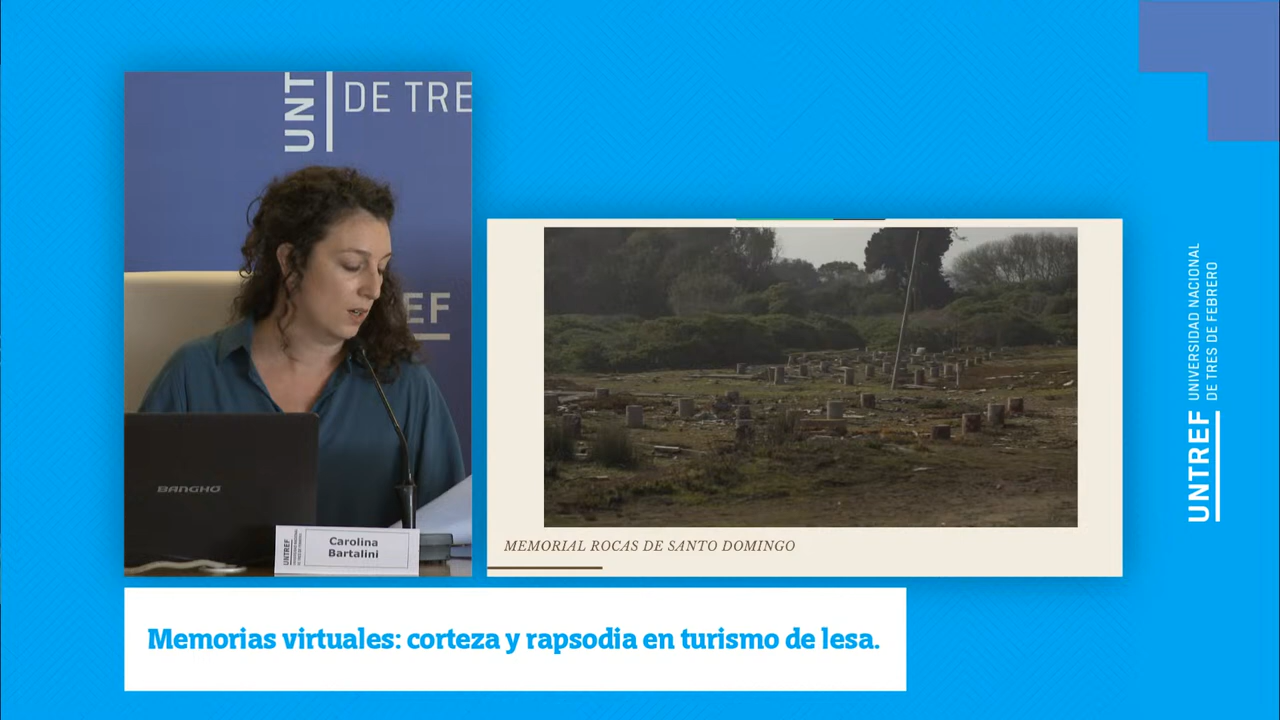 UNT
DE TRE
EF
BANGHO
UNTREF
Carolina
Bartalini
MEMORIAL ROCAS DE SANTO DOMINGO
Memorias virtuales: corteza y rapsodia en turismo de lesa.
UNTREF
UNIVERSIDAD NACIONAL
DE TRES DE FEBRERO